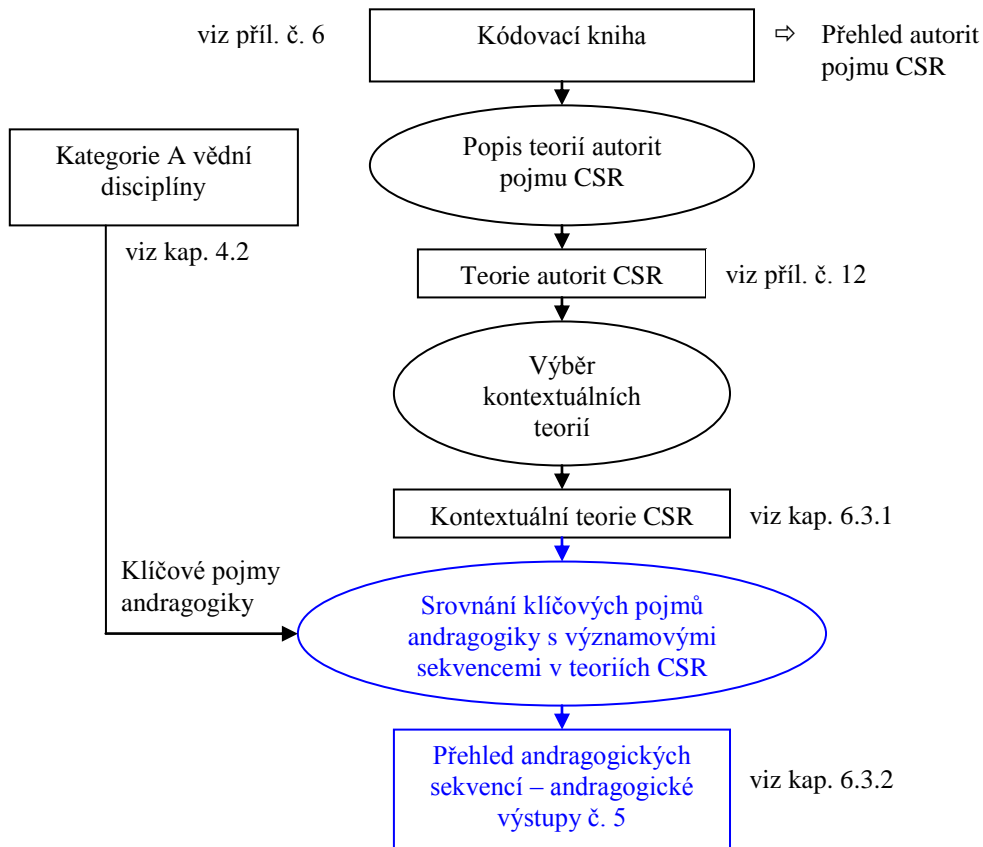 viz příl. č. 6
Kódovací kniha
⇨ Přehled autorit
pojmu CSR
Popis teorií autorit
pojmu CSR
Kategorie A vědní
disciplíny
viz kap. 4.2
Teorie autorit CSR
viz příl. č. 12
Výběr
kontextuálních
teorií
Kontextuální teorie CSR
viz kap. 6.3.1
Klíčové pojmy
andragogiky
Srovnání klíčových pojmů
andragogiky s významovými
sekvencemi v teoriích CSR
Přehled andragogických
sekvencí – andragogické
výstupy č. 5
viz kap. 6.3.2